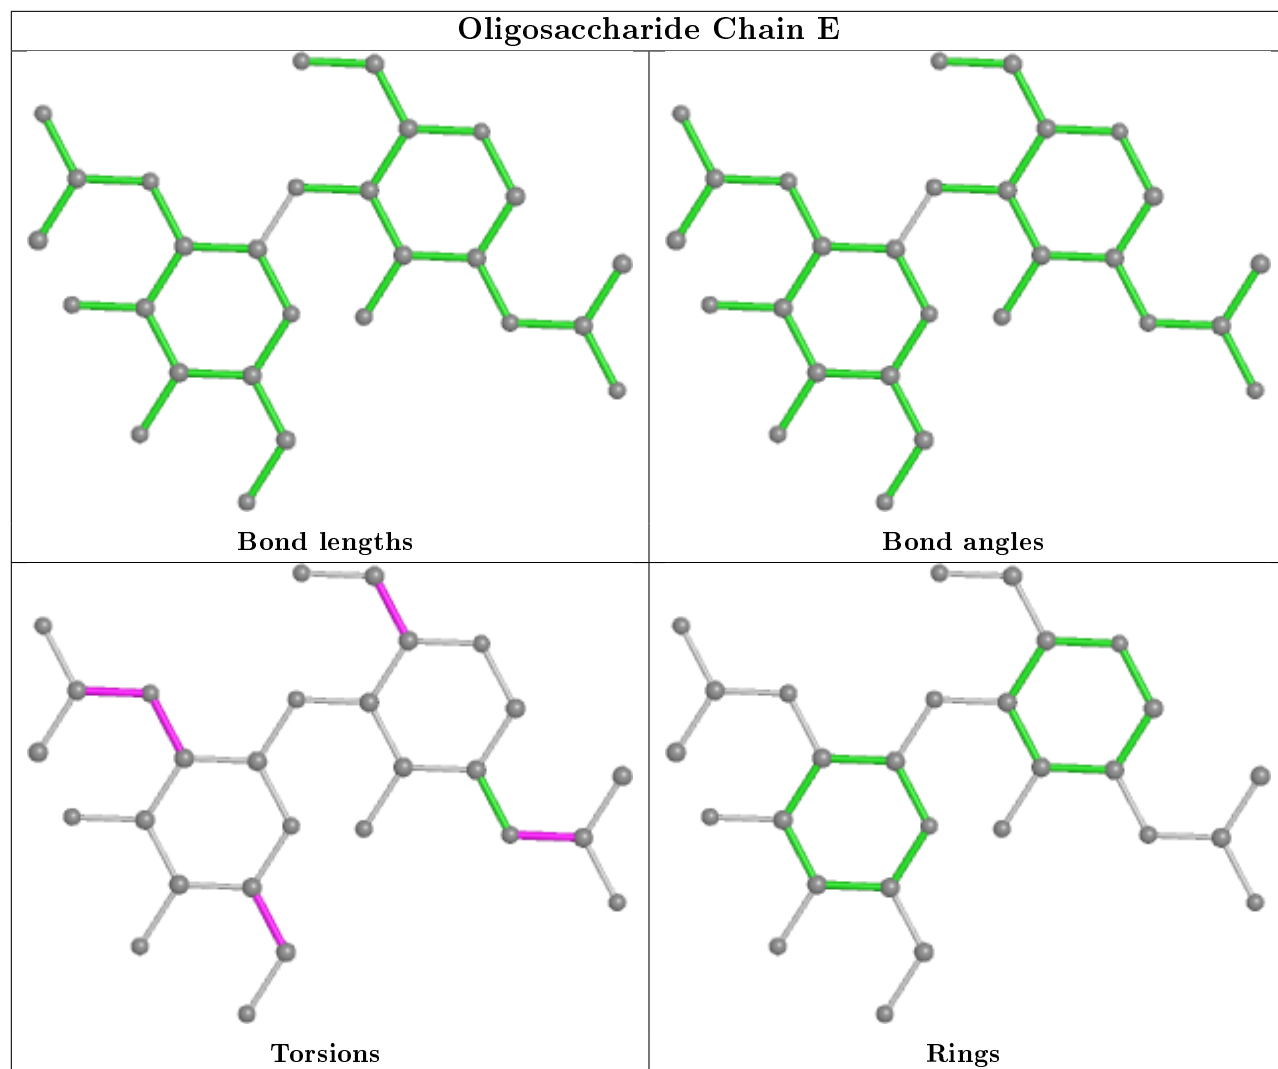 Oligosaccharide Chain E
Bond lengths
Bond angles
Torsions
Rings